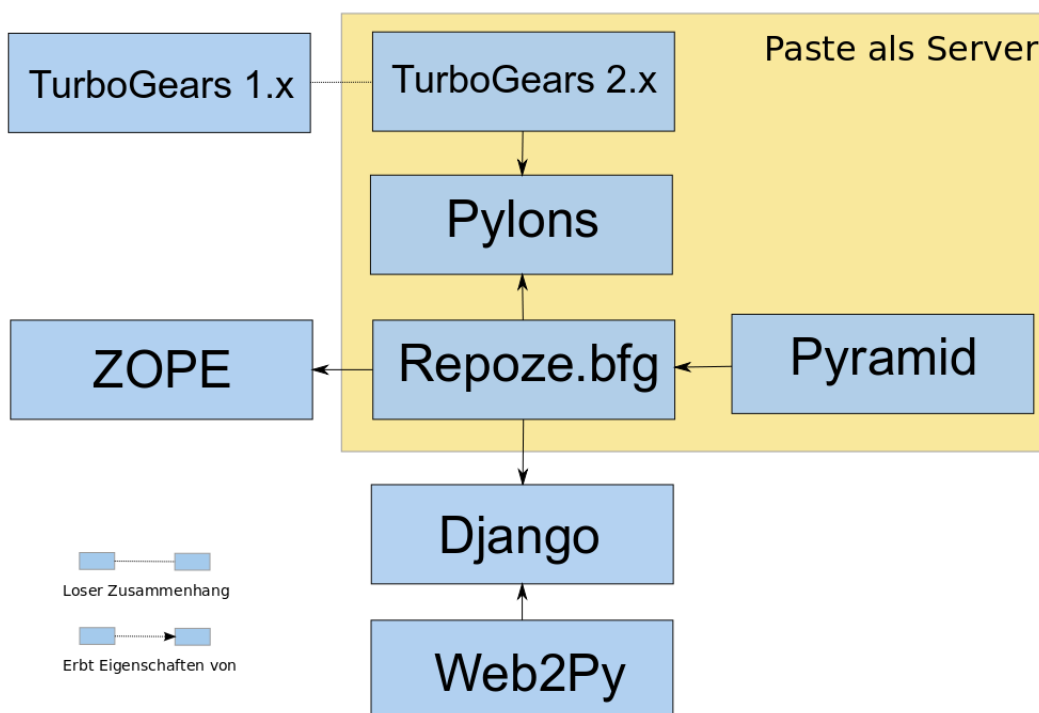 Paste als Server
TurboGears 1.x
TurboGears 2.x
Pylons
ZOPE
Repoze.bfg
Pyramid
Django
Loser Zusammenhang
Erbt Eigenschaften von
Web2Py